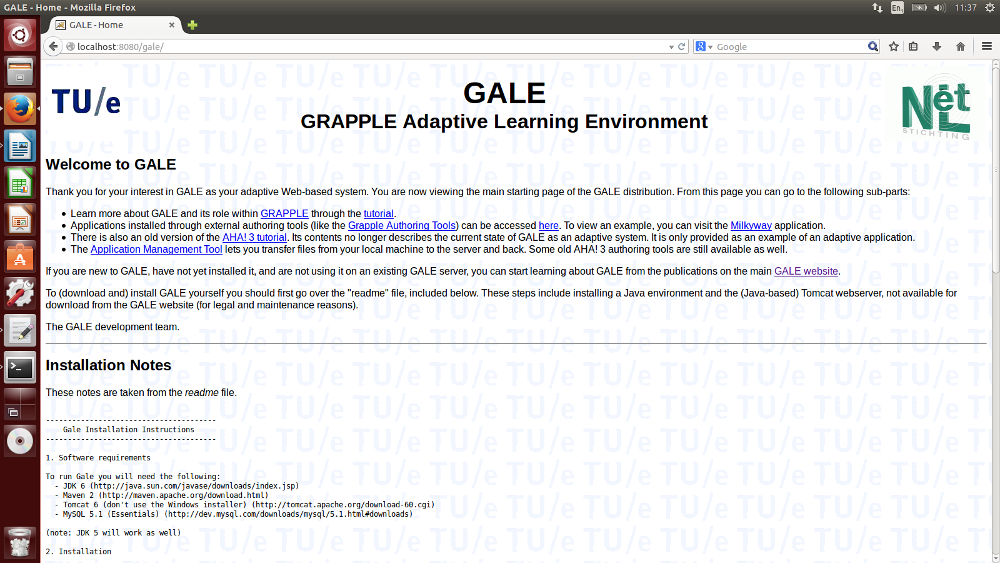 GALE - Home - Mozilla Firefox
En
11:37
GALE - Home
localhost:8080/gale/
Google
TU/e
GALE
GRAPPLE Adaptive Learning Environment
Net
NL
STICHTING
Welcome to GALE
Thank you for your interest in GALE as your adaptive Web-based system. You are now viewing the main starting page of the GALE distribution. From this page you can go to the following sub-parts:
• Learn more about GALE and its role within GRAPPLE through the tutorial.
• Applications installed through external authoring tools (like the Grapple Authoring Tools) can be accessed here. To view an example, you can visit the Milkyway application.
• There is also an old version of the AHA! 3 tutorial. Its contents no longer describes the current state of GALE as an adaptive system. It is only provided as an example of an adaptive application.
• The Application Management Tool lets you transfer files from your local machine to the server and back. Some old AHA! 3 authoring tools are still available as well.
If you are new to GALE, have not yet installed it, and are not using it on an existing GALE server, you can start learning about GALE from the publications on the main GALE website.
To (download and) install GALE yourself you should first go over the "readme" file, included below. These steps include installing a Java environment and the (Java-based) Tomcat webserver, not available for
download from the GALE website (for legal and maintenance reasons).
The GALE development team.
Installation Notes
These notes are taken from the readme file.
---------------------------------------
Gale Installation Instructions
---------------------------------------
1. Software requirements
To run Gale you will need the following:
- JDK 6 (http://java.sun.com/javase/downloads/index.jsp)
- Maven 2 (http://maven.apache.org/download.html)
- Tomcat 6 (don't use the Windows installer) (http://tomcat.apache.org/download-60.cgi)
- MySQL 5.1 (Essentials) (http://dev.mysql.com/downloads/mysql/5.1.html#downloads)
(note: JDK 5 will work as well)
2. Installation